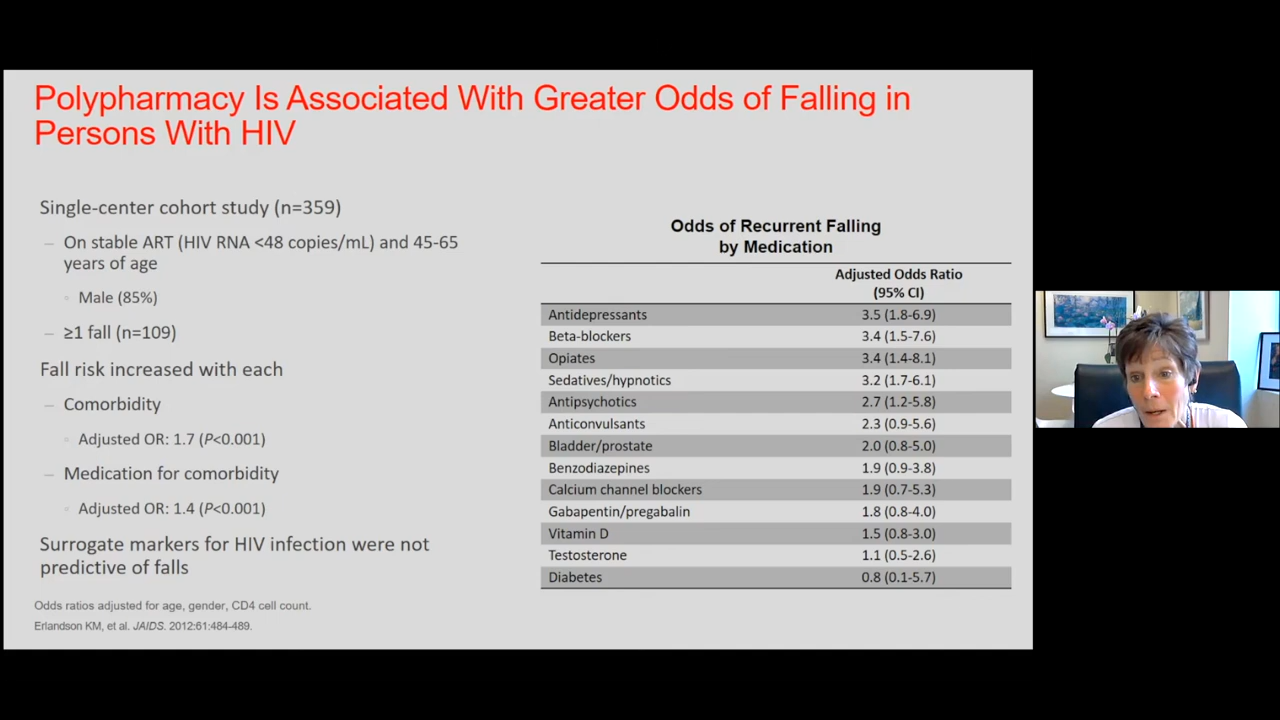 Polypharmacy Is Associated With Greater Odds of Falling in
Persons With HIV
Single-center cohort study (n=359)
– On stable ART (HIV RNA <48 copies/mL) and 45-65
years of age
▫ Male (85%)
– ≥1 fall (n=109)
Fall risk increased with each
– Comorbidity
▫ Adjusted OR: 1.7 (P<0.001)
– Medication for comorbidity
▫ Adjusted OR: 1.4 (P<0.001)
Surrogate markers for HIV infection were not
predictive of falls
Odds ratios adjusted for age, gender, CD4 cell count.
Erlandson KM, et al. JAIDS. 2012:61:484-489.
Odds of Recurrent Falling
by Medication
Adjusted Odds Ratio
(95% CI)
Antidepressants 3.5 (1.8-6.9)
Beta-blockers 3.4 (1.5-7.6)
Opiates 3.4 (1.4-8.1)
Sedatives/hypnotics 3.2 (1.7-6.1)
Antipsychotics 2.7 (1.2-5.8)
Anticonvulsants 2.3 (0.9-5.6)
Bladder/prostate 2.0 (0.8-5.0)
Benzodiazepines 1.9 (0.9-3.8)
Calcium channel blockers 1.9 (0.7-5.3)
Gabapentin/pregabalin 1.8 (0.8-4.0)
Vitamin D 1.5 (0.8-3.0)
Testosterone 1.1 (0.5-2.6)
Diabetes 0.8 (0.1-5.7)